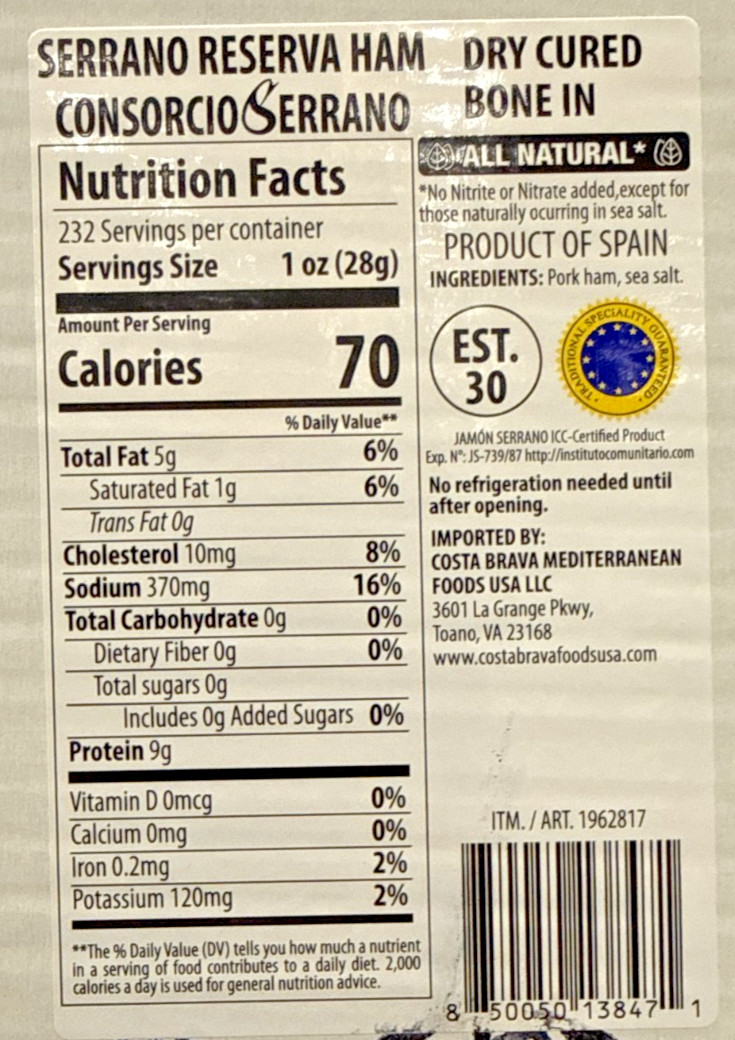 SERRANO RESERVA HAM DRY CURED
CONSORCIO SERRANO BONE IN
Nutrition Facts
232 Servings per container
Servings Size 1 oz (28g)
Amount Per Serving
Calories 70
% Daily Value**
Total Fat 5g 6%
Saturated Fat 1g 6%
Trans Fat 0g
Cholesterol 10mg 8%
Sodium 370mg 16%
Total Carbohydrate 0g 0%
Dietary Fiber 0g 0%
Total sugars 0g
Includes 0g Added Sugars 0%
Protein 9g
Vitamin D 0mcg 0%
Calcium 0mg 0%
Iron 0.2mg 2%
Potassium 120mg 2%
**The % Daily Value (DV) tells you how much a nutrient
in a serving of food contributes to a daily diet. 2,000
calories a day is used for general nutrition advice.
ALL NATURAL*
*No Nitrite or Nitrate added,except for
those naturally ocurring in sea salt.
PRODUCT OF SPAIN
INGREDIENTS: Pork ham, sea salt.
EST.
30
TRADITIONAL SPECIALITY GUARANTEED
JAMÓN SERRANO ICC-Certified Product
Exp. Nº: JS-739/87 http://institutocomunitario.com
No refrigeration needed until
after opening.
IMPORTED BY:
COSTA BRAVA MEDITERRANEAN
FOODS USA LLC
3601 La Grange Pkwy,
Toano, VA 23168
www.costabravafoodsusa.com
ITM. / ART. 1962817
8 50050 13847 1